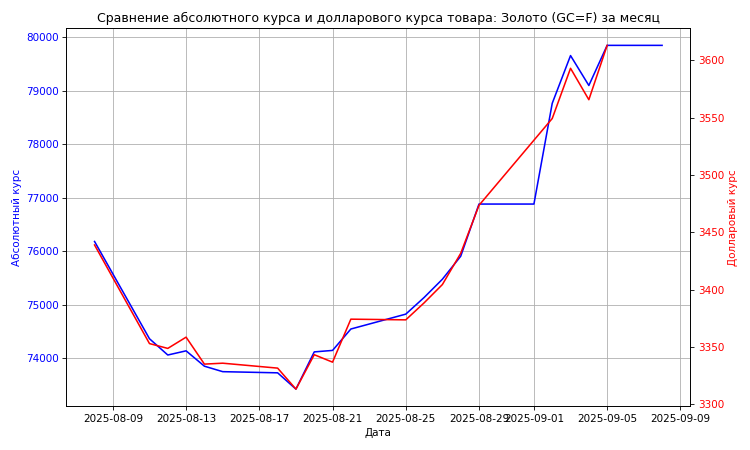 Сравнение абсолютного курса и долларового курса товара: Золото (GC=F) за месяц
80000
79000
78000
77000
76000
75000
74000
Абсолютный курс
3600
3550
3500
3450
3400
3350
3300
Долларовый курс
2025-08-09 2025-08-13 2025-08-17 2025-08-21 2025-08-25 2025-08-29 2025-09-01 2025-09-05 2025-09-09
Дата